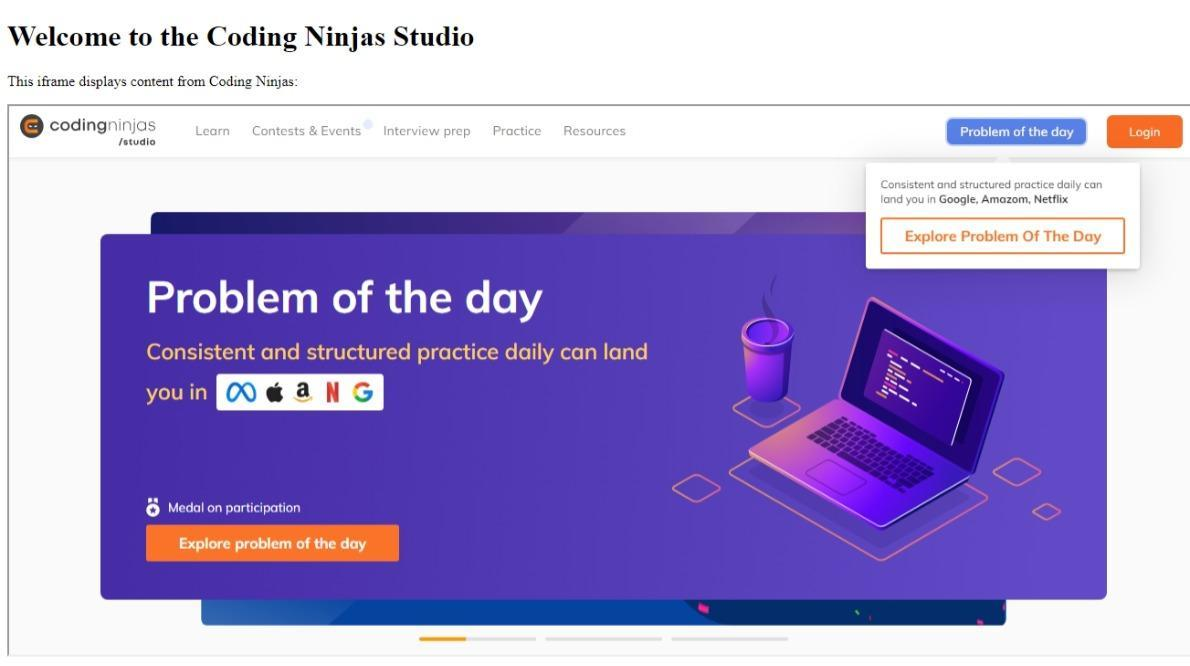 Welcome to the Coding Ninjas Studio
This iframe displays content from Coding Ninjas:
codingninjas
/studio
Learn
Contests & Events
Interview prep
Practice
Resources
Problem of the day
Login
Consistent and structured practice daily can
land you in Google, Amazom, Netflix
Explore Problem Of The Day
Problem of the day
Consistent and structured practice daily can land
you in
Medal on participation
Explore problem of the day